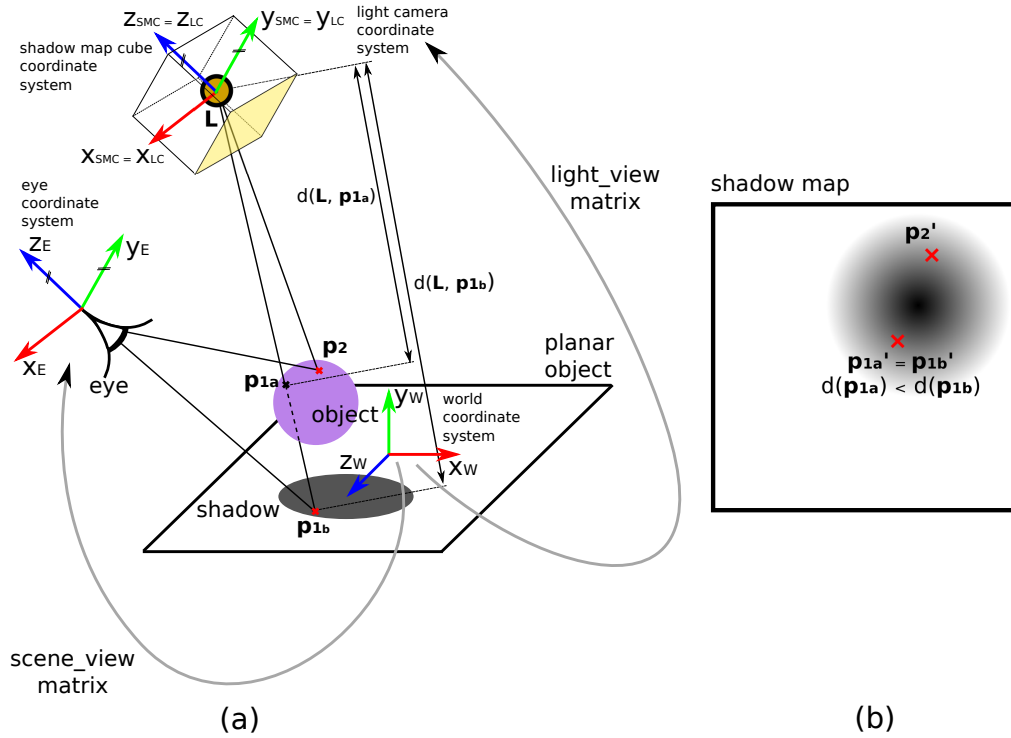 zSMC = zLC
ySMC = yLC
light camera
coordinate
system
shadow map cube
coordinate
system
L
xSMC = xLC
d(L, p1a)
light_view
matrix
eye
coordinate
system
zE
yE
d(L, p1b)
xE
eye
p2
p1a
object
planar
object
yW
world
coordinate
system
zW
xW
shadow
p1b
scene_view
matrix
(a)
shadow map
p2'
p1a' = p1b'
d(p1a) < d(p1b)
(b)